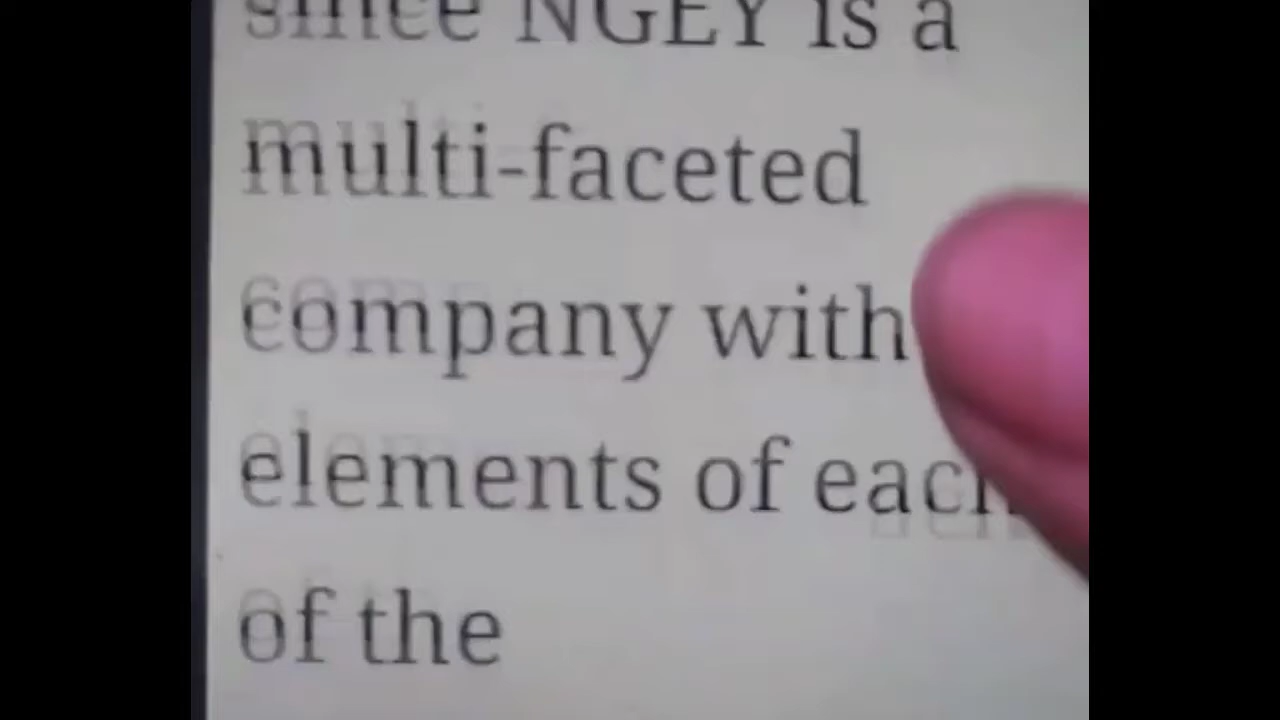 since NGEY is a
multi-faceted
company with
elements of each
of the